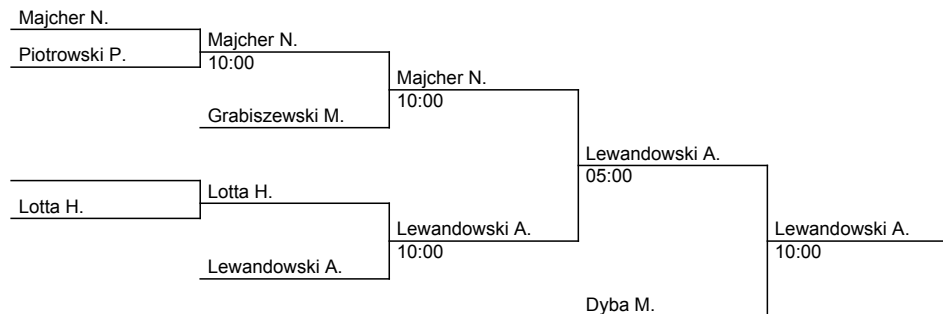 Majcher N.
Piotrowski P.
Majcher N.
10:00
Grabiszewski M.
Majcher N.
10:00
Lotta H.
Lotta H.
Lewandowski A.
Lewandowski A.
10:00
Lewandowski A.
05:00
Dyba M.
Lewandowski A.
10:00